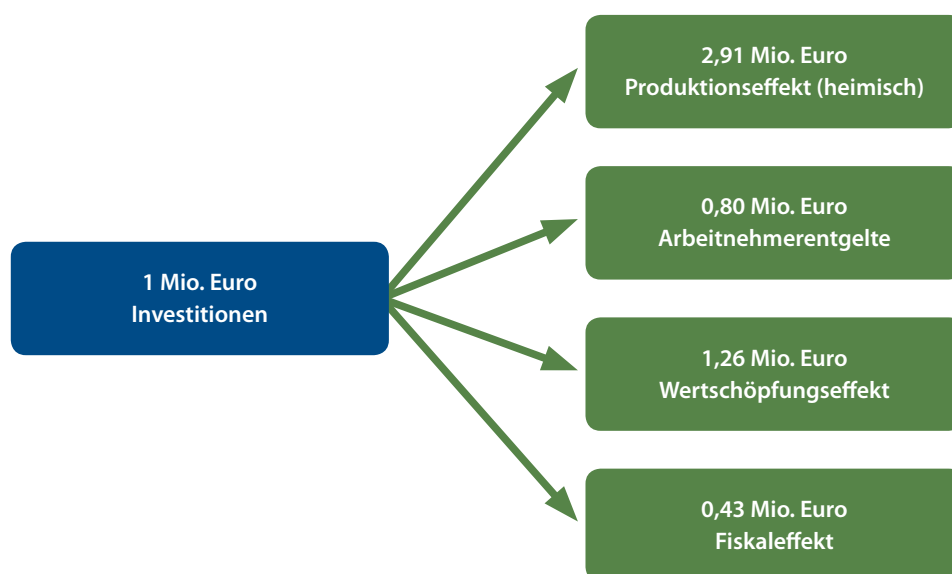 2,91 Mio. Euro
Produktionseffekt (heimisch)
0,80 Mio. Euro
Arbeitnehmerentgelte
1 Mio. Euro
Investitionen
1,26 Mio. Euro
Wertschöpfungseffekt
0,43 Mio. Euro
Fiskaleffekt